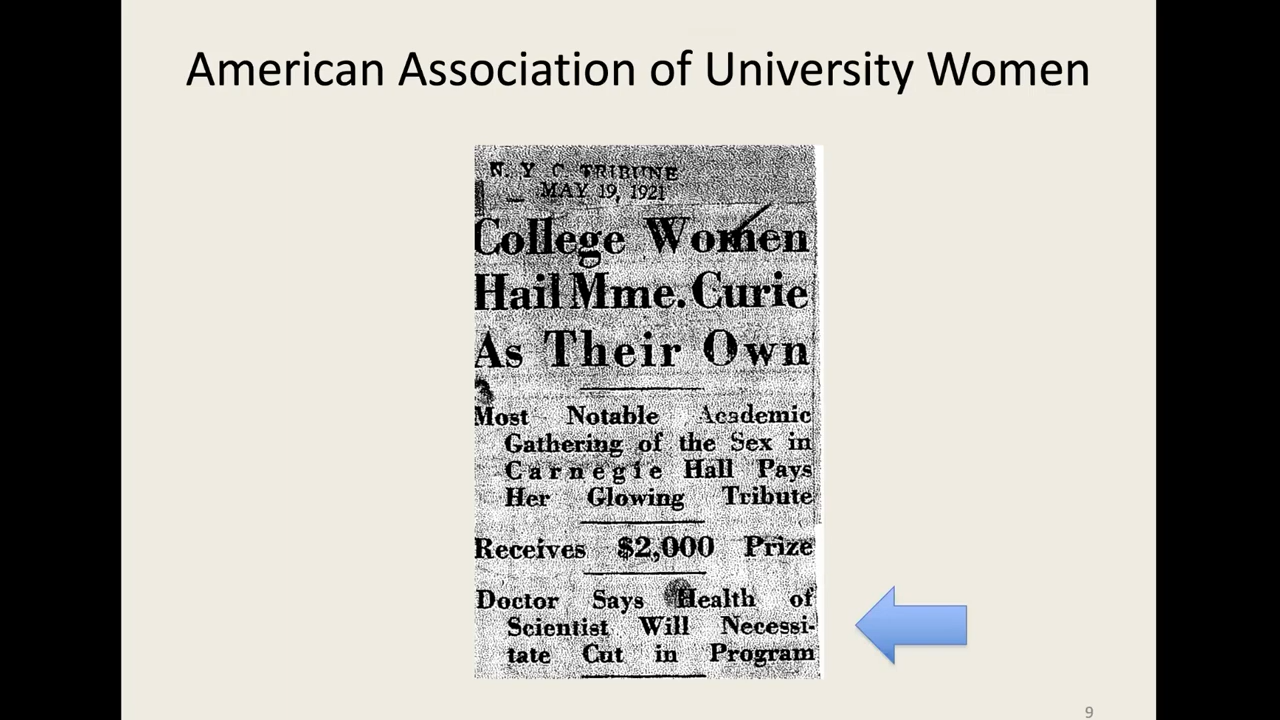 American Association of University Women
N. Y C TRIBUNE
MAY 19, 1921
College Women
Hail Mme. Curie
As Their Own
Most Notable Academic
Gathering of the Sex in
Carnegie Hall Pays
Her Glowing Tribute
Receives $2,000 Prize
Doctor Says Health of
Scientist Will Necessi-
tate Cut in Program
9